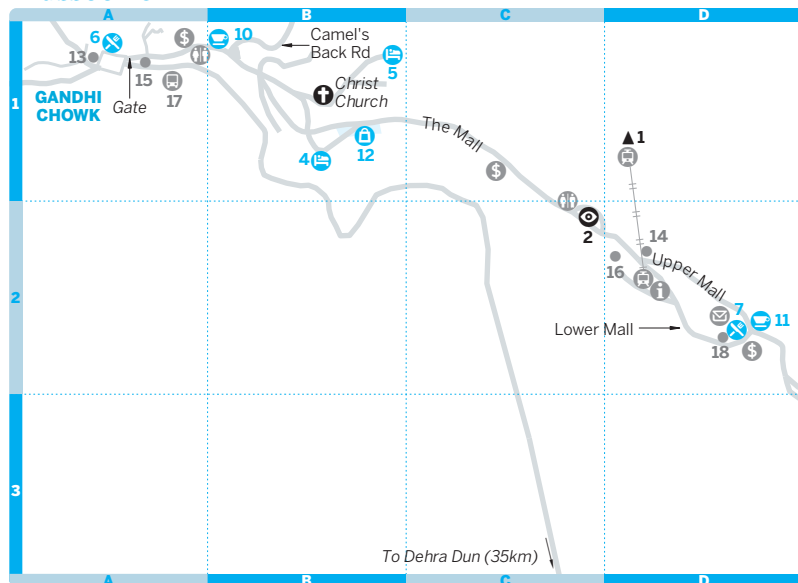 A
B
C
D
6
10
Camel's
Back Rd
13
5
15
Christ
Church
GANDHI
CHOWK
Gate
17
1
The Mall
1
4
12
2
14
16
Upper Mall
2
7
11
Lower Mall
18
3
To Dehra Dun (35km)
A
B
C
D